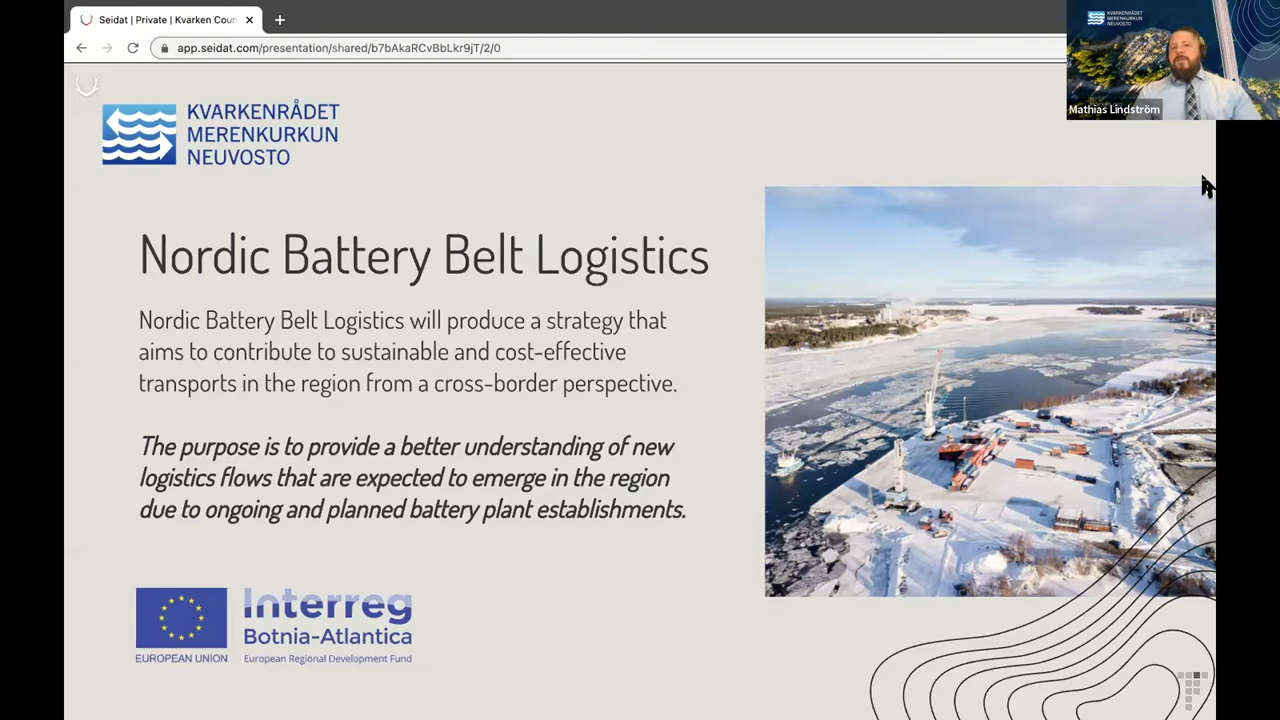 Seidat | Private | Kvarken Coun
app.seidat.com/presentation/shared/b7bAkaRCvBbLkr9jT/2/0
KVARKENRÅDET
MERENKURKUN
NEUVOSTO
Mathias Lindström
KVARKENRÅDET
MERENKURKUN
NEUVOSTO
Nordic Battery Belt Logistics
Nordic Battery Belt Logistics will produce a strategy that
aims to contribute to sustainable and cost-effective
transports in the region from a cross-border perspective.
The purpose is to provide a better understanding of new
logistics flows that are expected to emerge in the region
due to ongoing and planned battery plant establishments.
EUROPEAN UNION
Interreg
Botnia-Atlantica
European Regional Development Fund